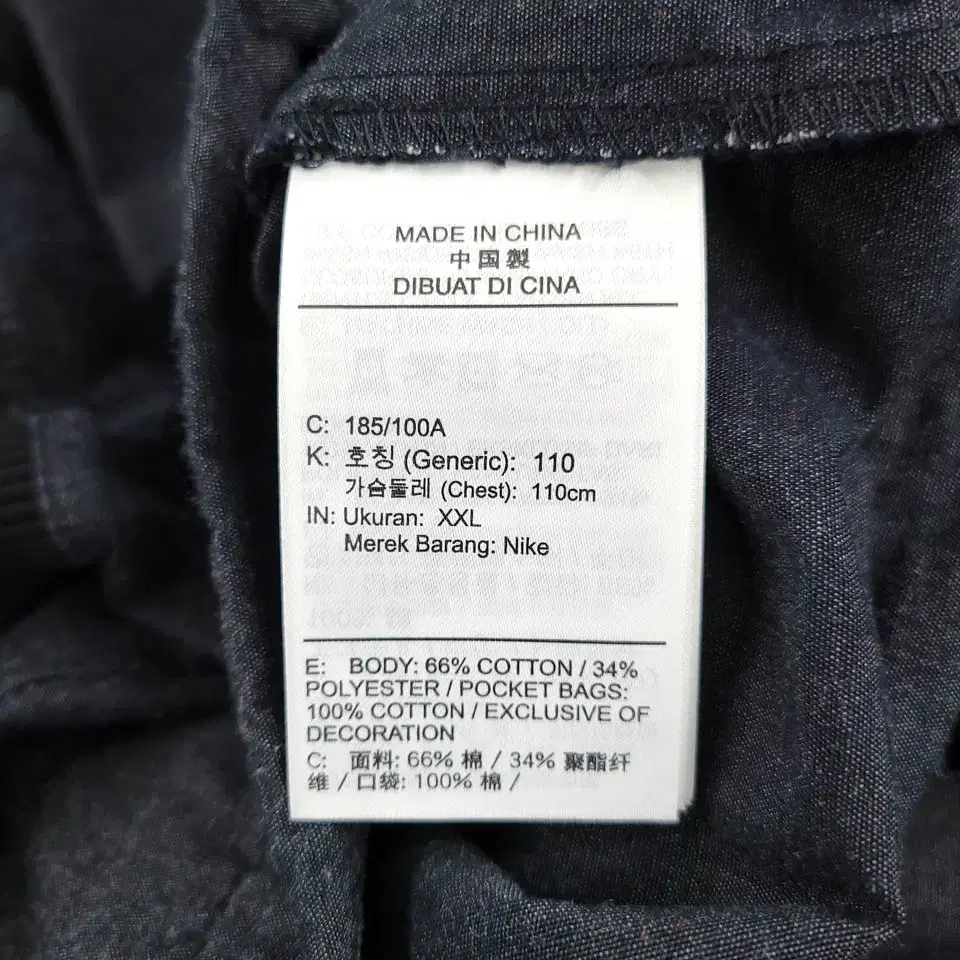 MADE IN CHINA
中国製
DIBUAT DI CINA
C: 185/100A
K: 호칭 (Generic): 110
가슴둘레 (Chest): 110cm
IN: Ukuran: XXL
Merek Barang: Nike
E: BODY: 66% COTTON / 34%
POLYESTER / POCKET BAGS:
100% COTTON / EXCLUSIVE OF
DECORATION
C: 面料: 66% 棉 / 34% 聚酯纤
维 / 口袋: 100% 棉 /